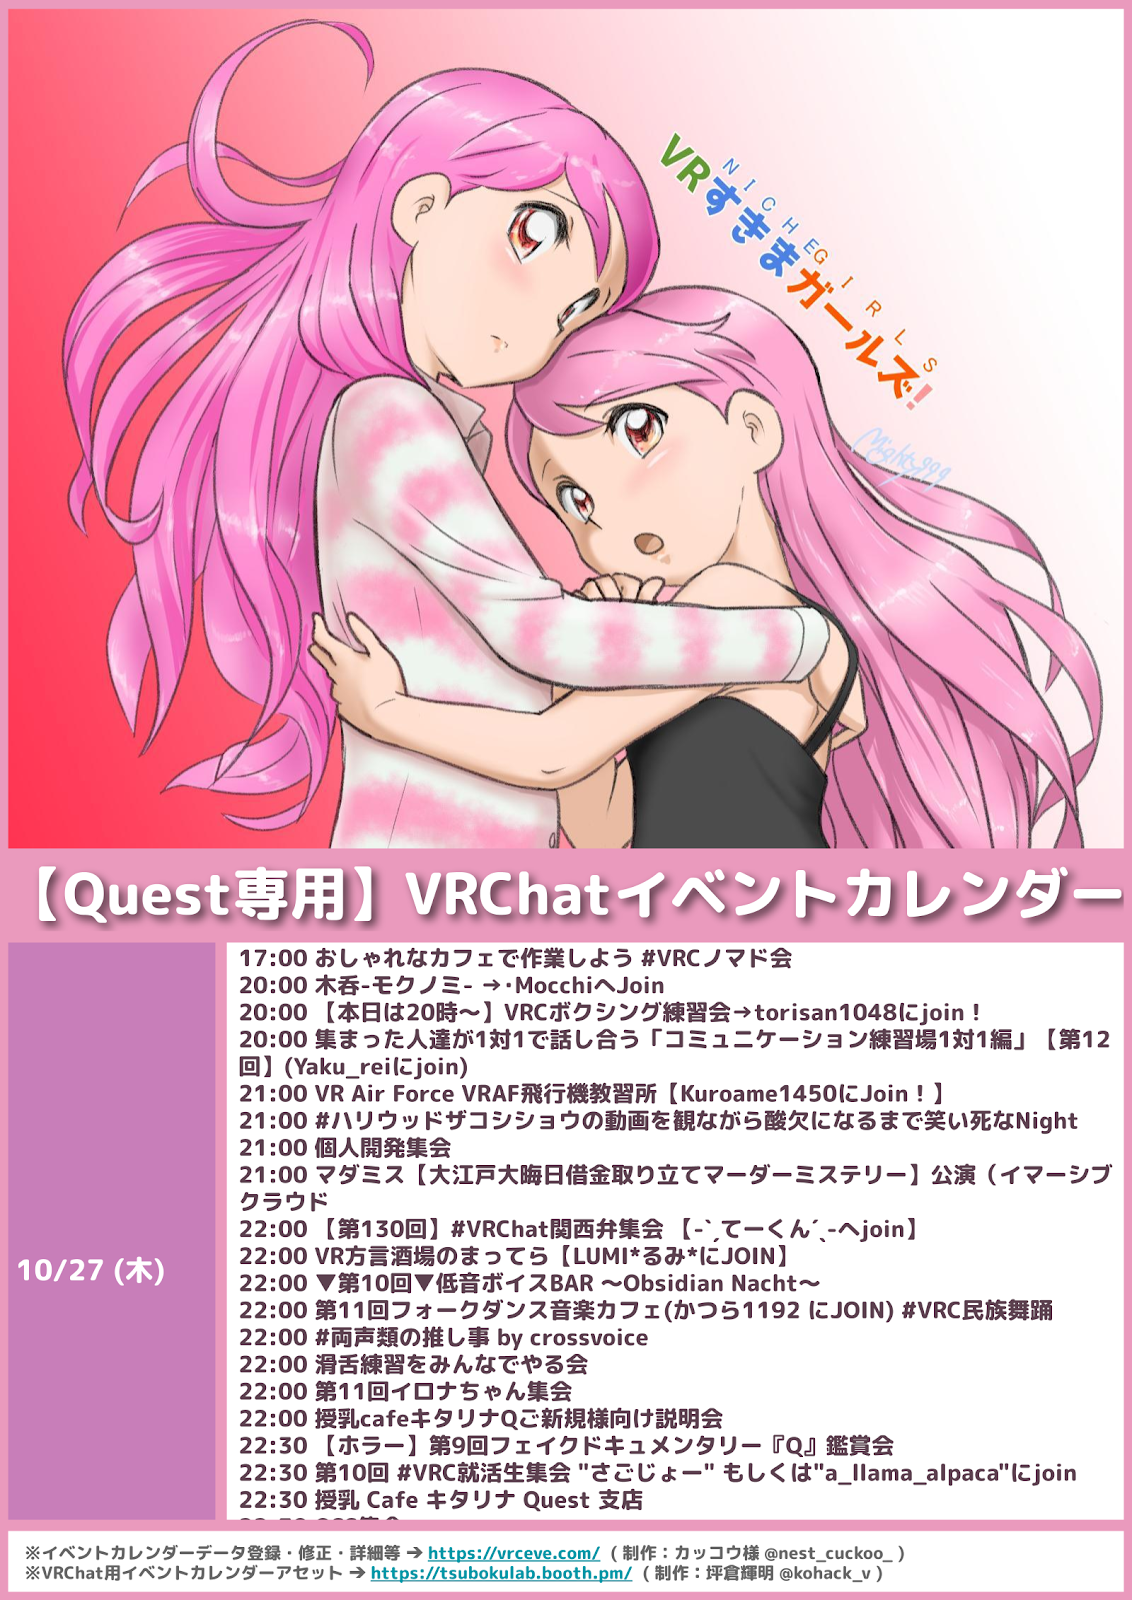 NICHE GIRLS
VRすきまガールズ!
Mighty999
【Quest専用】VRChatイベントカレンダー
10/27 (木)
17:00 おしゃれなカフェで作業しよう #VRCノマド会
20:00 木呑-モクノミ- →･MocchiへJoin
20:00 【本日は20時～】VRCボクシング練習会→torisan1048にjoin！
20:00 集まった人達が1対1で話し合う「コミュニケーション練習場1対1編」【第12
回】(Yaku_reiにjoin)
21:00 VR Air Force VRAF飛行機教習所【Kuroame1450にJoin！】
21:00 #ハリウッドザコシショウの動画を観ながら酸欠になるまで笑い死なNight
21:00 個人開発集会
21:00 マダミス【大江戸大晦日借金取り立てマーダーミステリー】公演（イマーシブ
クラウド
22:00 【第130回】#VRChat関西弁集会 【-ˋˏてーくんˊˎ-へjoin】
22:00 VR方言酒場のまってら【LUMI*るみ*にJOIN】
22:00 ▼第10回▼低音ボイスBAR ～Obsidian Nacht～
22:00 第11回フォークダンス音楽カフェ(かつら1192 にJOIN) #VRC民族舞踊
22:00 #両声類の推し事 by crossvoice
22:00 滑舌練習をみんなでやる会
22:00 第11回イロナちゃん集会
22:00 授乳cafeキタリナQご新規様向け説明会
22:30 【ホラー】第9回フェイクドキュメンタリー『Q』鑑賞会
22:30 第10回 #VRC就活生集会 "さごじょー" もしくは"a_llama_alpaca"にjoin
22:30 授乳 Cafe キタリナ Quest 支店
※イベントカレンダーデータ登録・修正・詳細等 ➔ https://vrceve.com/ ( 制作：カッコウ様 @nest_cuckoo_ )
※VRChat用イベントカレンダーアセット ➔ https://tsubokulab.booth.pm/ ( 制作：坪倉輝明 @kohack_v )